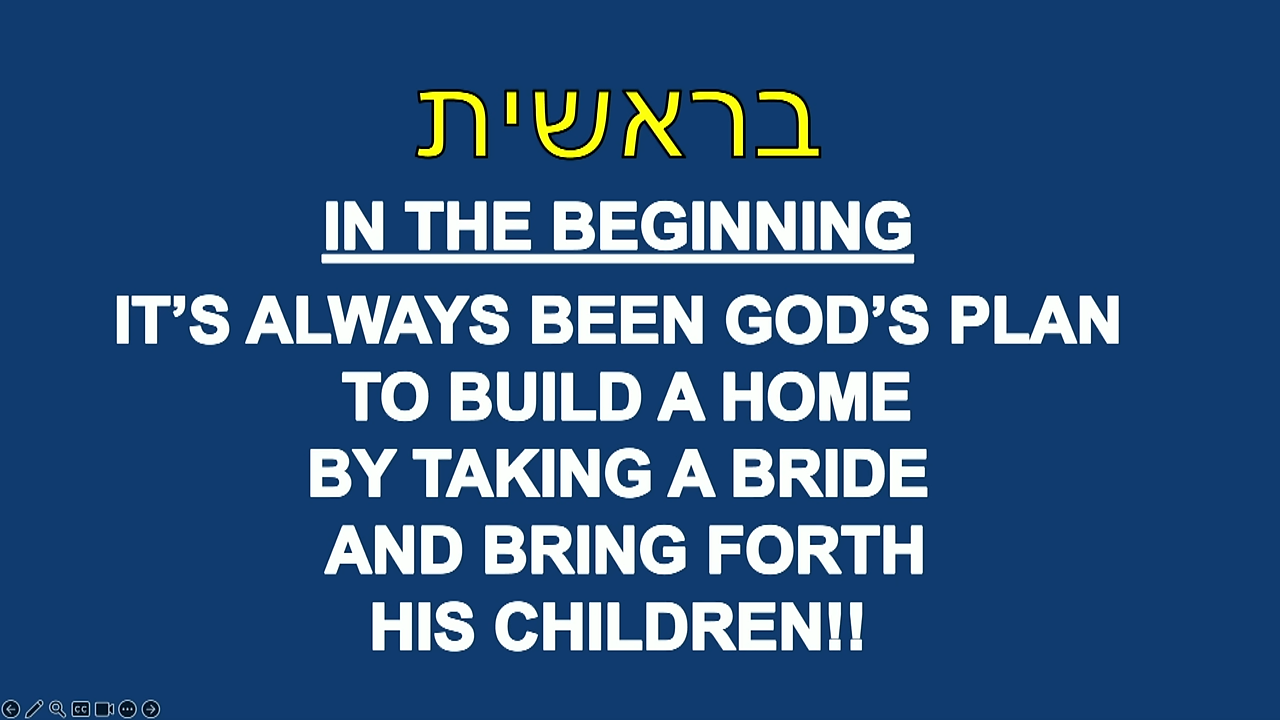 בראשית
IN THE BEGINNING
IT’S ALWAYS BEEN GOD’S PLAN
TO BUILD A HOME
BY TAKING A BRIDE
AND BRING FORTH
HIS CHILDREN!!
CC